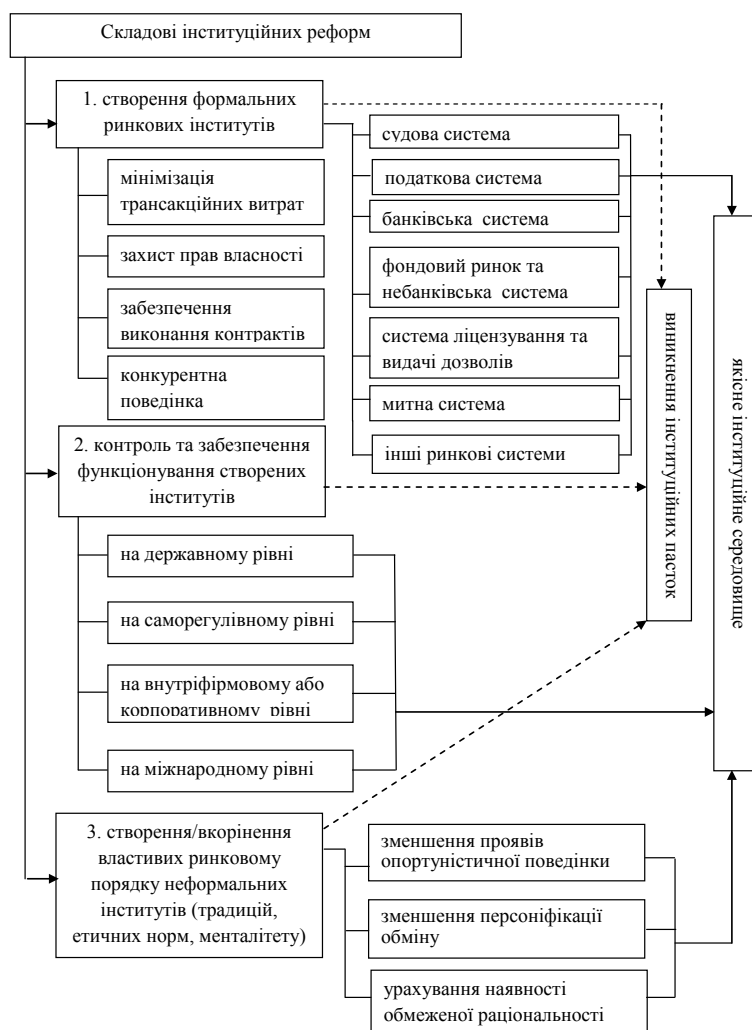 Складові інституційних реформ
1. створення формальних
ринкових інститутів
мінімізація
трансакційних витрат
захист прав власності
забезпечення
виконання контрактів
конкурентна
поведінка
судова система
податкова система
банківська система
фондовий ринок та
небанківська система
система ліцензування та
видачі дозволів
митна система
інші ринкові системи
2. контроль та забезпечення
функціонування створених
інститутів
на державному рівні
на саморегулівному рівні
на внутріфірмовому або
корпоративному рівні
на міжнародному рівні
3. створення/вкорінення
властивих ринковому
порядку неформальних
інститутів (традицій,
етичних норм, менталітету)
зменшення проявів
опортуністичної поведінки
зменшення персоніфікації
обміну
урахування наявності
обмеженої раціональності
виникнення інституційних пасток
якісне інституційне середовище